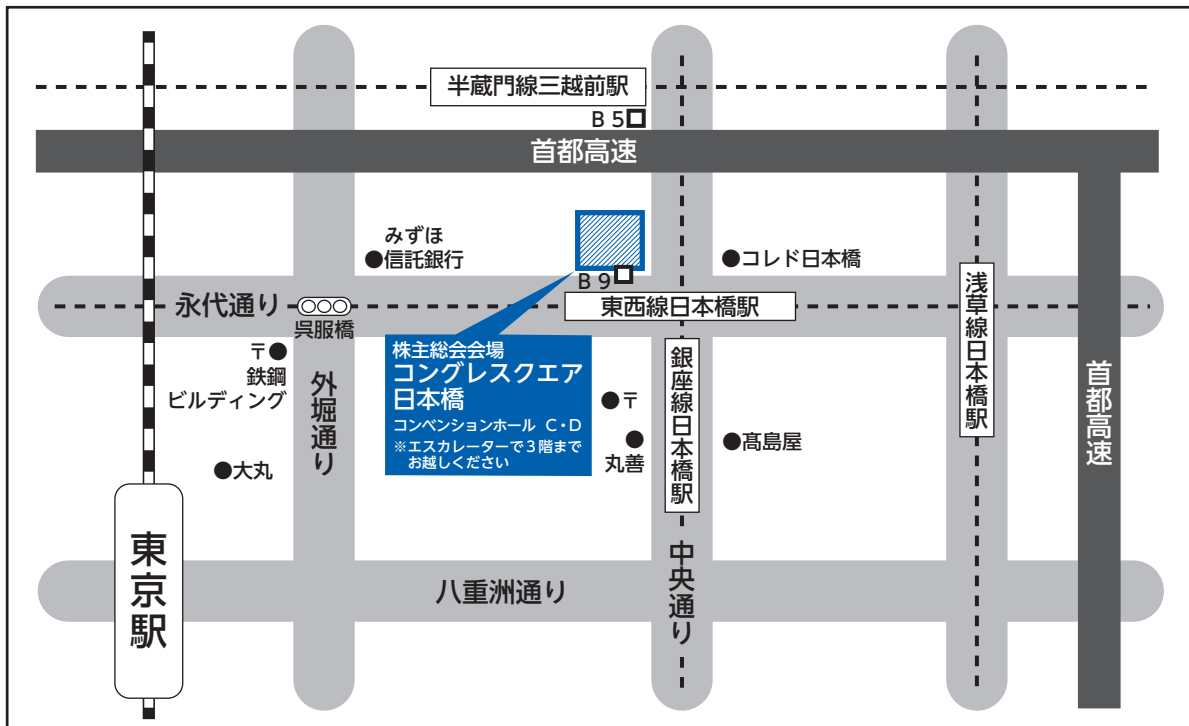 半蔵門線三越前駅
B 5
首都高速
みずほ
信託銀行
コレド日本橋
B 9
永代通り
東西線日本橋駅
呉服橋
浅草線日本橋駅
首都高速
〒
鉄鋼
ビルディング
外堀通り
株主総会会場
コングレスクエア
日本橋
コンベンションホール C・D
※エスカレーターで3階まで
お越しください
〒
丸善
銀座線日本橋駅
髙島屋
大丸
東京駅
八重洲通り
中央通り